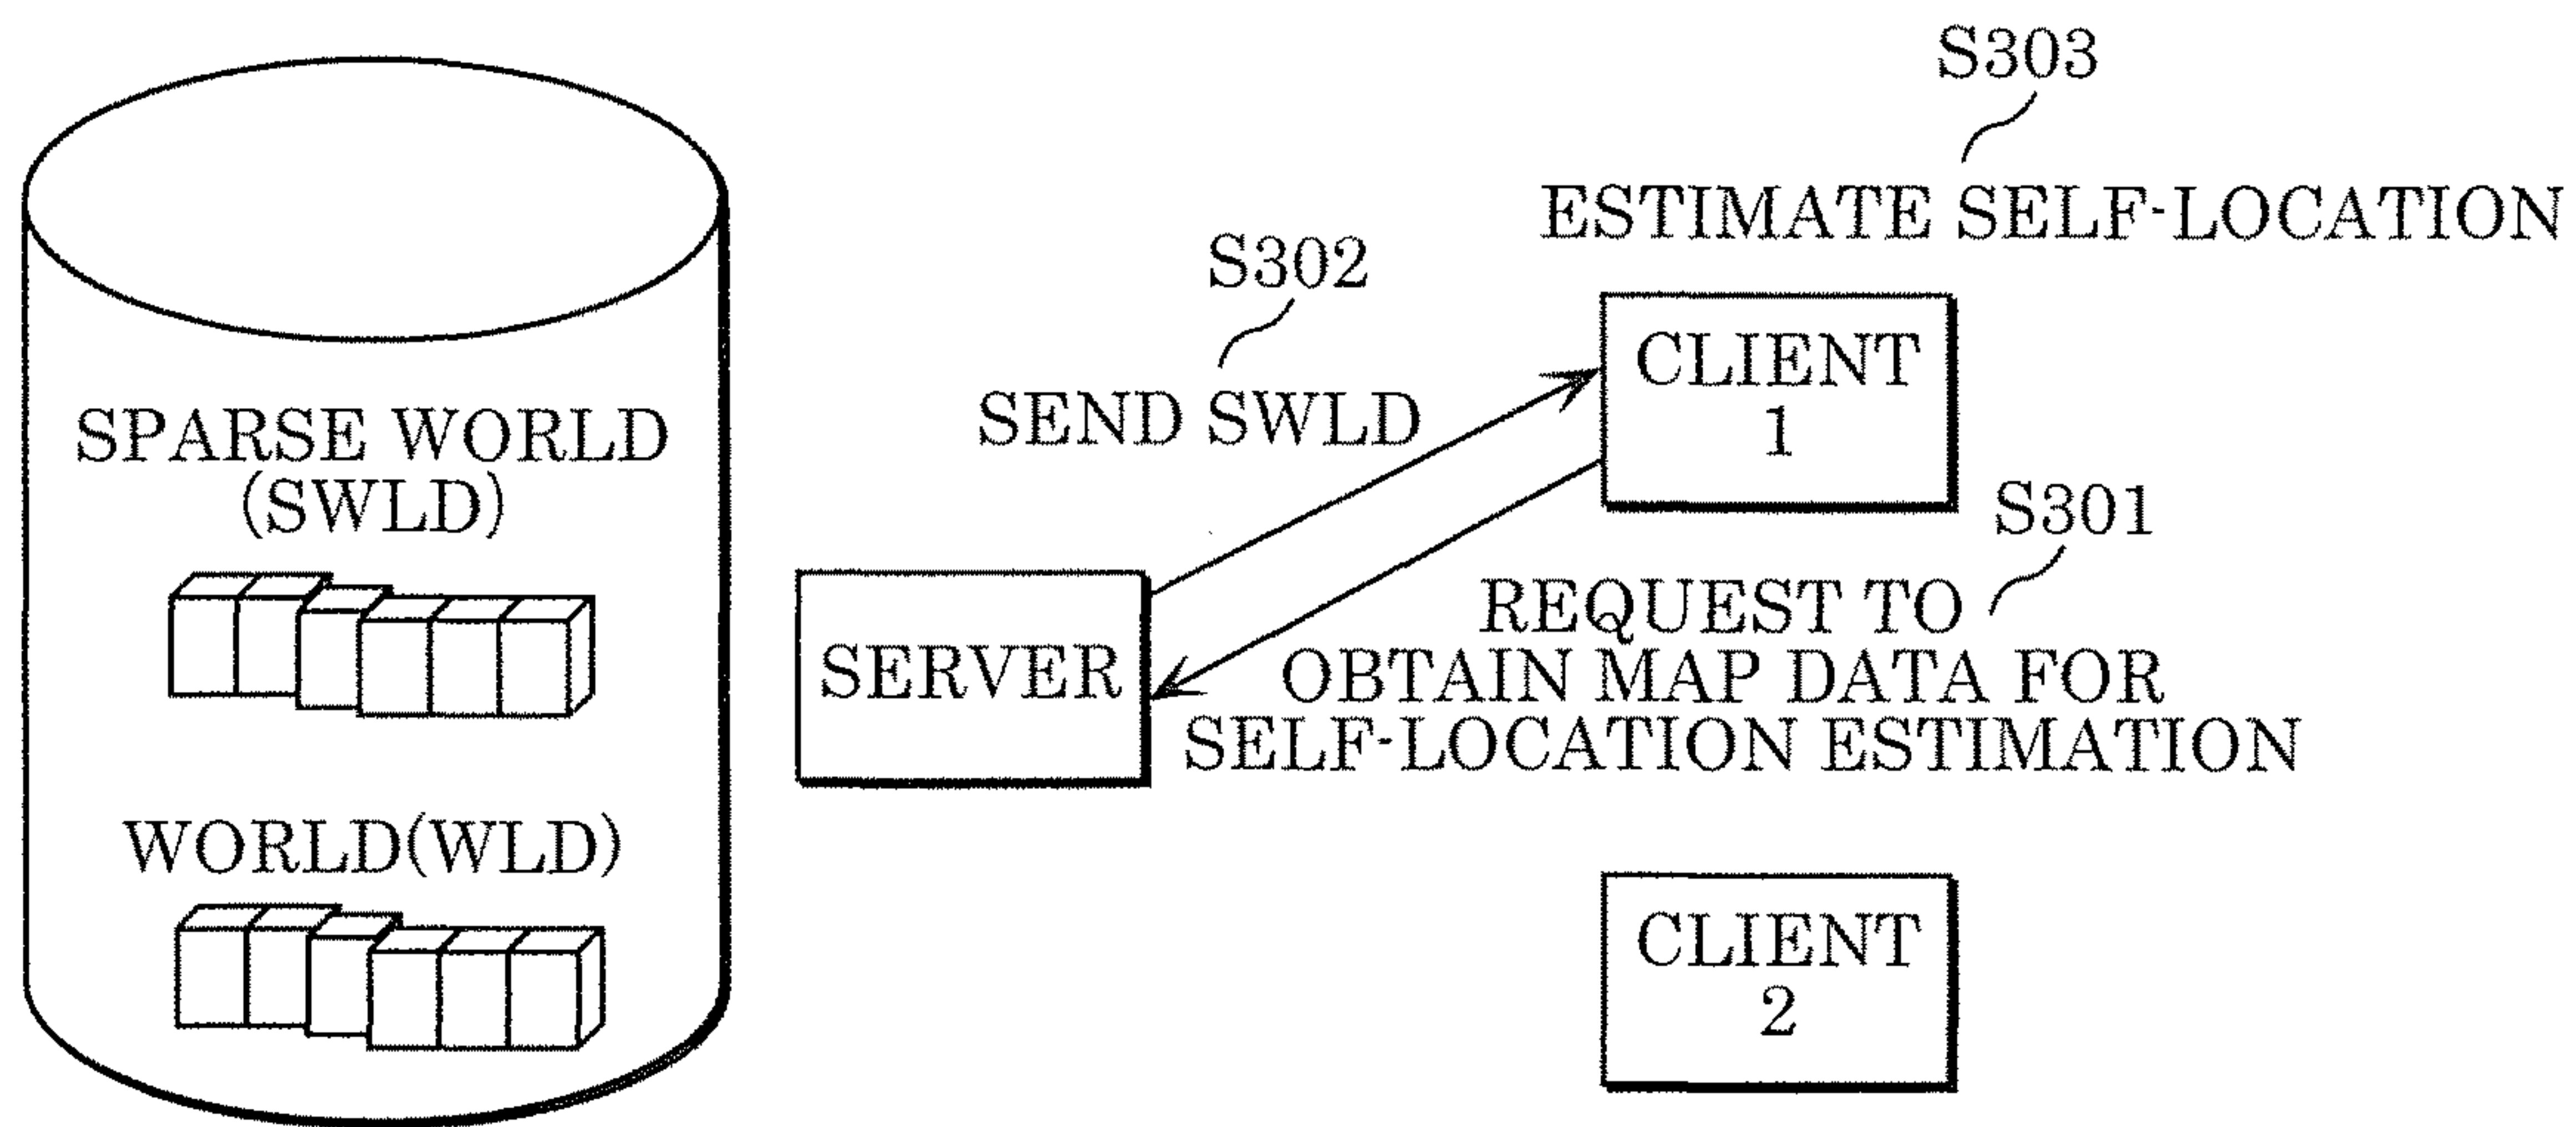 S303
ESTIMATE SELF-LOCATION
S302
SEND SWLD
CLIENT
1
SPARSE WORLD
(SWLD)
S301
REQUEST TO
OBTAIN MAP DATA FOR
SELF-LOCATION ESTIMATION
SERVER
WORLD(WLD)
CLIENT
2